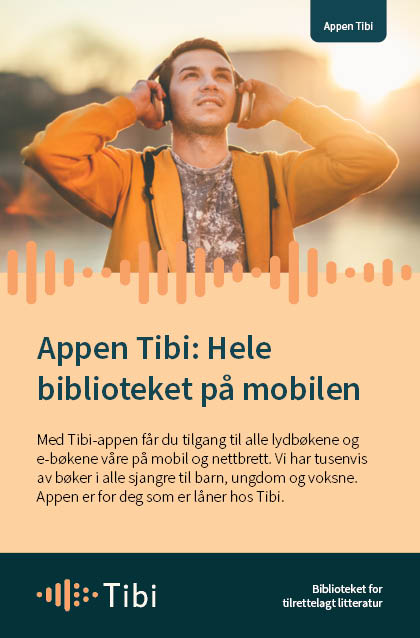 Appen Tibi
Appen Tibi: Hele
biblioteket på mobilen
Med Tibi-appen får du tilgang til alle lydbøkene og
e-bøkene våre på mobil og nettbrett. Vi har tusenvis
av bøker i alle sjangre til barn, ungdom og voksne.
Appen er for deg som er låner hos Tibi.
Tibi
Biblioteket for
tilrettelagt litteratur